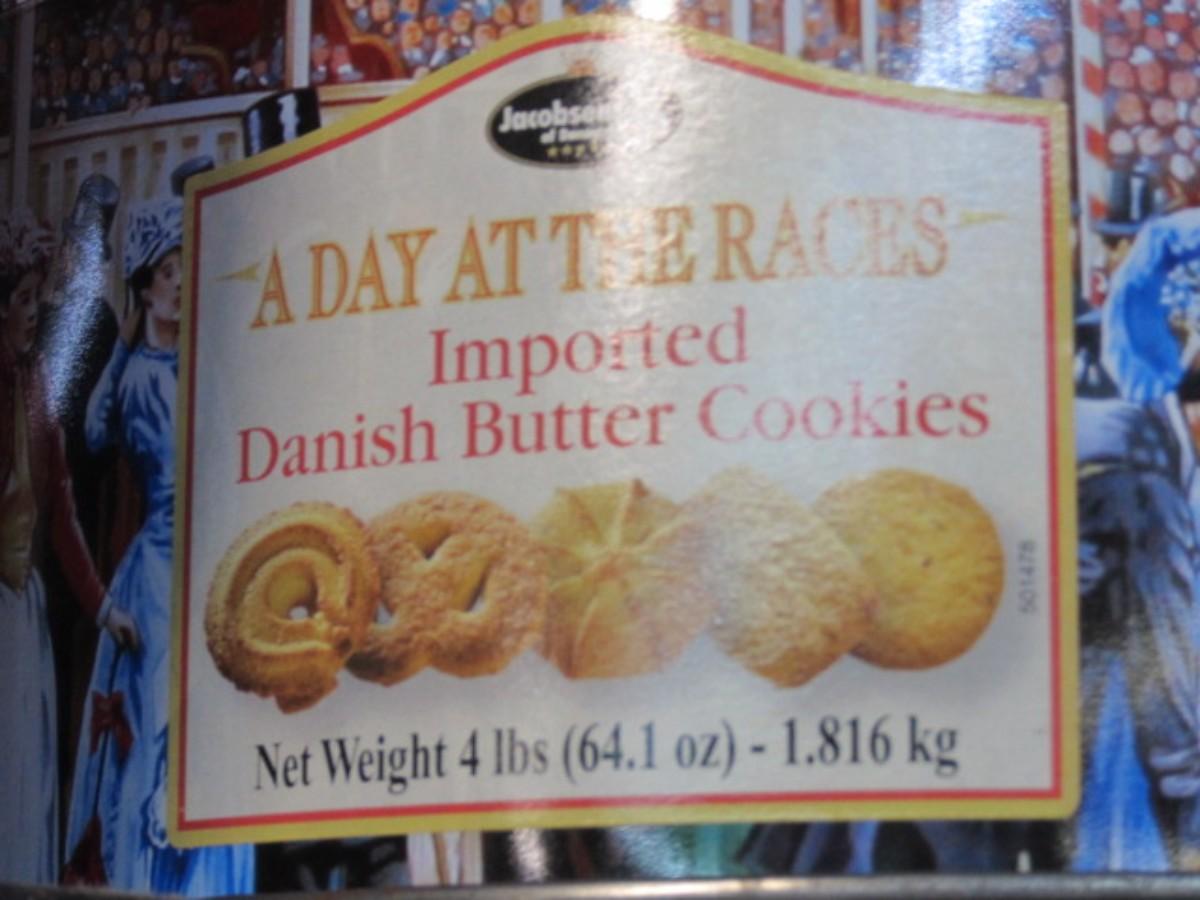 of
A DAY AT THE RACES
Imported
Danish Butter Cookies
501478
Net Weight 4 lbs (64.1 oz) - 1.816 kg